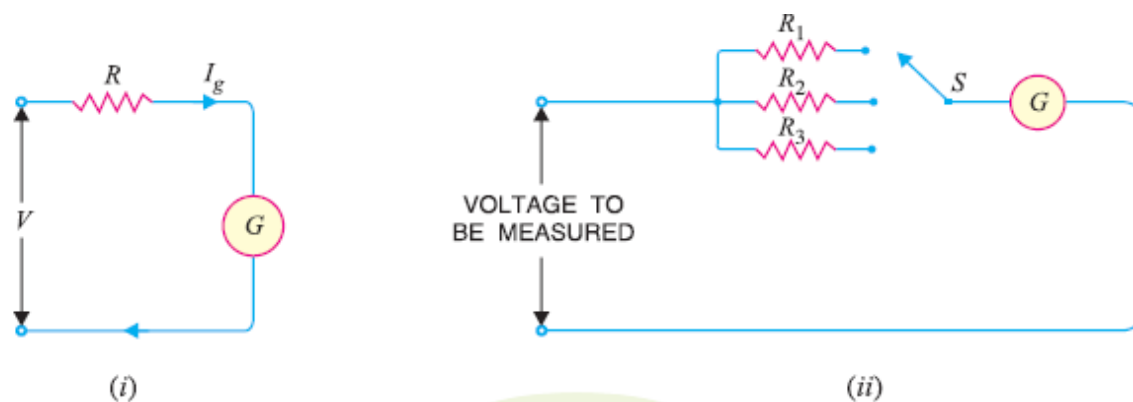 R
I_g
V
G
(i)
R_1
R_2
R_3
S
G
VOLTAGE TO
BE MEASURED
(ii)